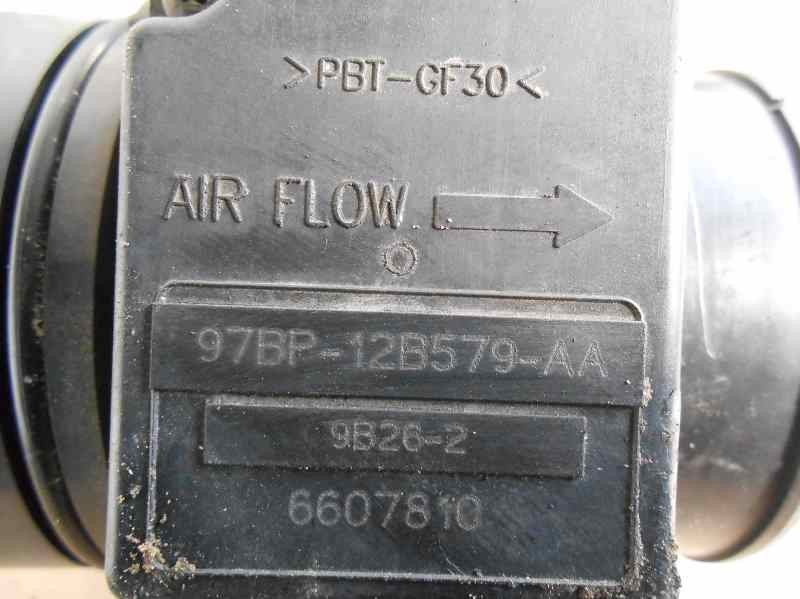 >PBT-GF30<
AIR FLOW
97BP-12B579-AA
9B26-2
6607810